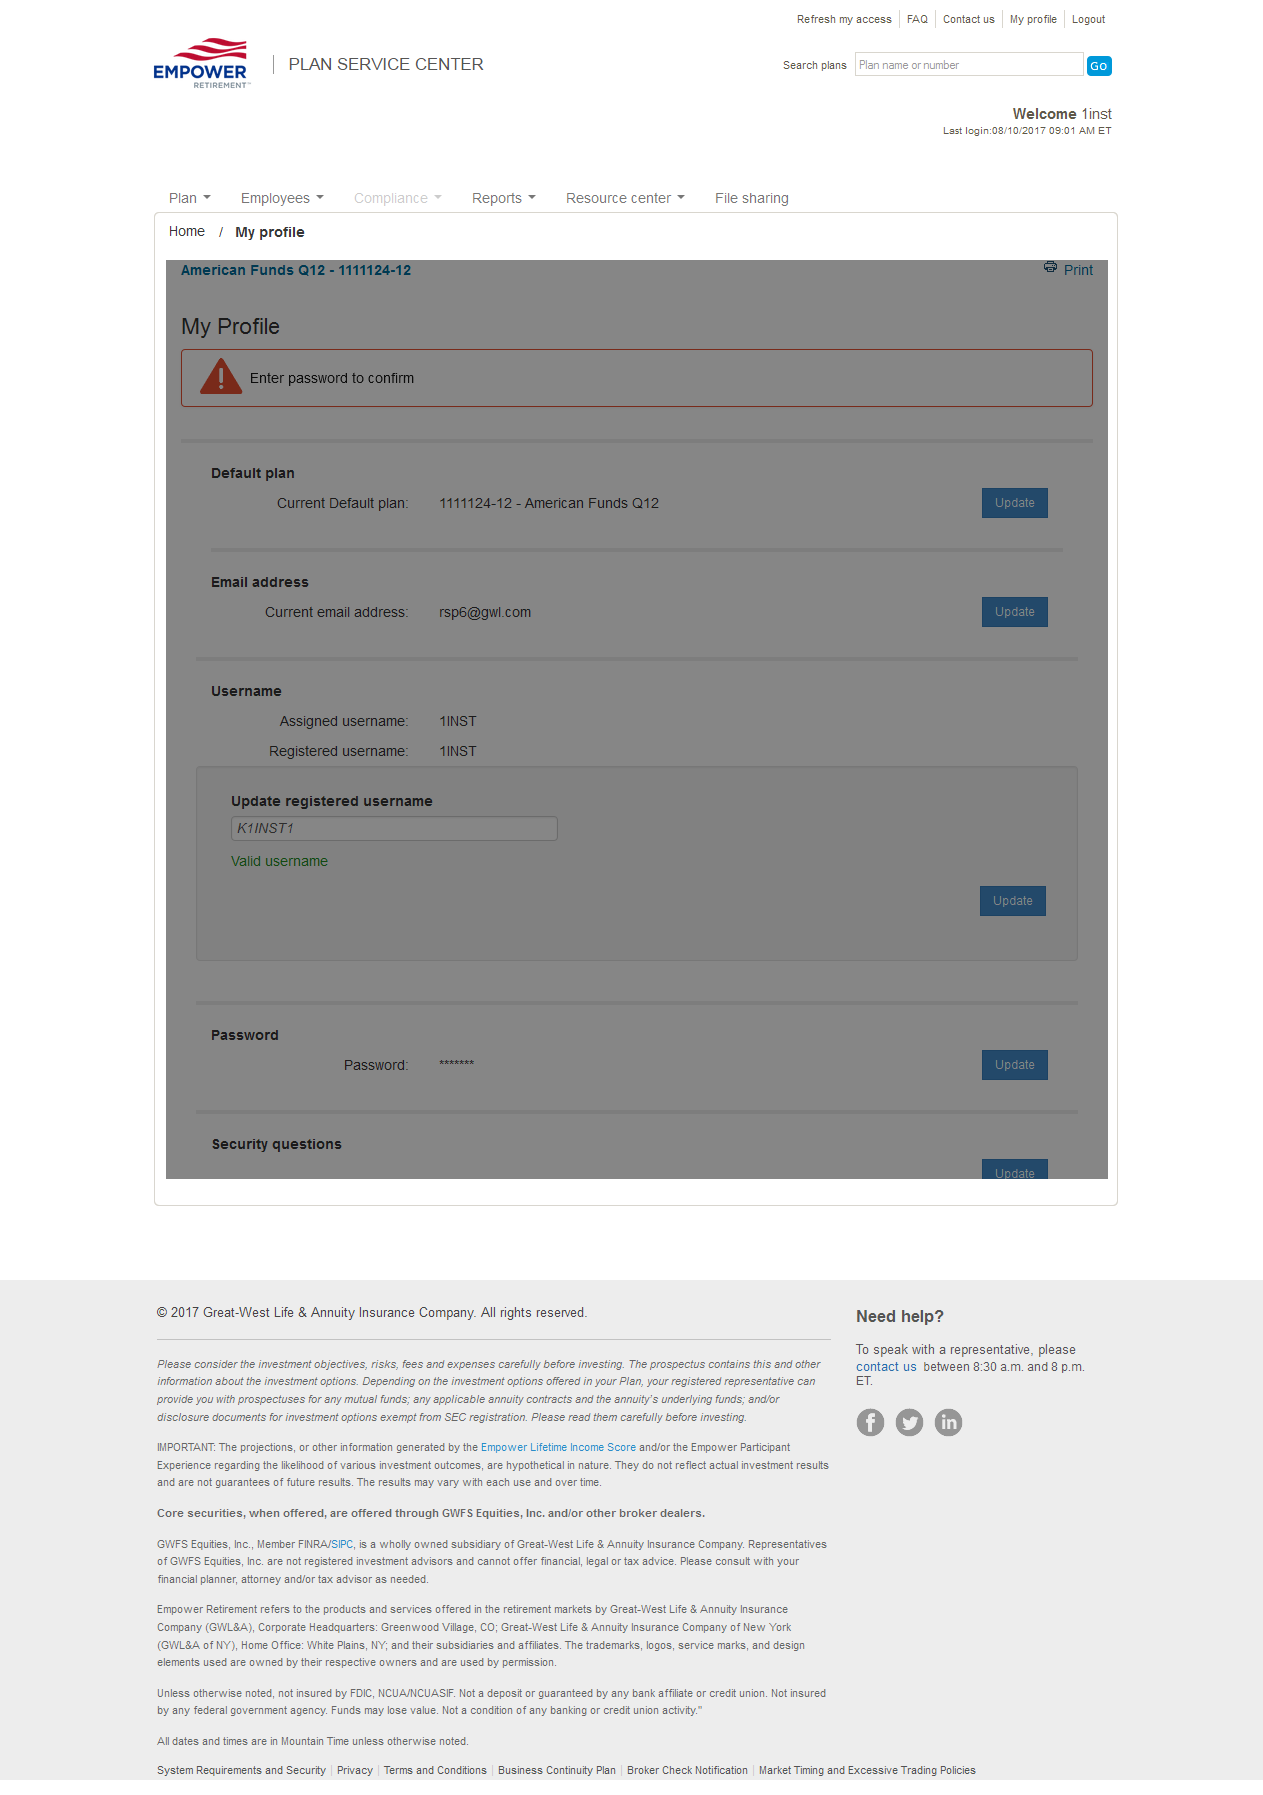 Refresh my access | FAQ | Contact us | My profile | Logout
EMPOWER
RETIREMENT™
PLAN SERVICE CENTER
Search plans Plan name or number Go
Welcome 1inst
Last login:08/10/2017 09:01 AM ET
Plan Employees Compliance Reports Resource center File sharing
Home / My profile
American Funds Q12 - 1111124-12 Print
My Profile
Enter password to confirm
Default plan
Current Default plan: 1111124-12 - American Funds Q12 Update
Email address
Current email address: rsp6@gwl.com Update
Username
Assigned username: 1INST
Registered username: 1INST
Update registered username
K1INST1
Valid username
Update
Password
Password: ******* Update
Security questions
Update
© 2017 Great-West Life & Annuity Insurance Company. All rights reserved.
Please consider the investment objectives, risks, fees and expenses carefully before investing. The prospectus contains this and other
information about the investment options. Depending on the investment options offered in your Plan, your registered representative can
provide you with prospectuses for any mutual funds; any applicable annuity contracts and the annuity's underlying funds; and/or
disclosure documents for investment options exempt from SEC registration. Please read them carefully before investing.
IMPORTANT: The projections, or other information generated by the Empower Lifetime Income Score and/or the Empower Participant
Experience regarding the likelihood of various investment outcomes, are hypothetical in nature. They do not reflect actual investment results
and are not guarantees of future results. The results may vary with each use and over time.
Core securities, when offered, are offered through GWFS Equities, Inc. and/or other broker dealers.
GWFS Equities, Inc., Member FINRA/SIPC, is a wholly owned subsidiary of Great-West Life & Annuity Insurance Company. Representatives
of GWFS Equities, Inc. are not registered investment advisors and cannot offer financial, legal or tax advice. Please consult with your
financial planner, attorney and/or tax advisor as needed.
Empower Retirement refers to the products and services offered in the retirement markets by Great-West Life & Annuity Insurance
Company (GWL&A), Corporate Headquarters: Greenwood Village, CO; Great-West Life & Annuity Insurance Company of New York
(GWL&A of NY), Home Office: White Plains, NY; and their subsidiaries and affiliates. The trademarks, logos, service marks, and design
elements used are owned by their respective owners and are used by permission.
Unless otherwise noted, not insured by FDIC, NCUA/NCUASIF. Not a deposit or guaranteed by any bank affiliate or credit union. Not insured
by any federal government agency. Funds may lose value. Not a condition of any banking or credit union activity."
All dates and times are in Mountain Time unless otherwise noted.
System Requirements and Security | Privacy | Terms and Conditions | Business Continuity Plan | Broker Check Notification | Market Timing and Excessive Trading Policies
Need help?
To speak with a representative, please
contact us between 8:30 a.m. and 8 p.m.
ET.